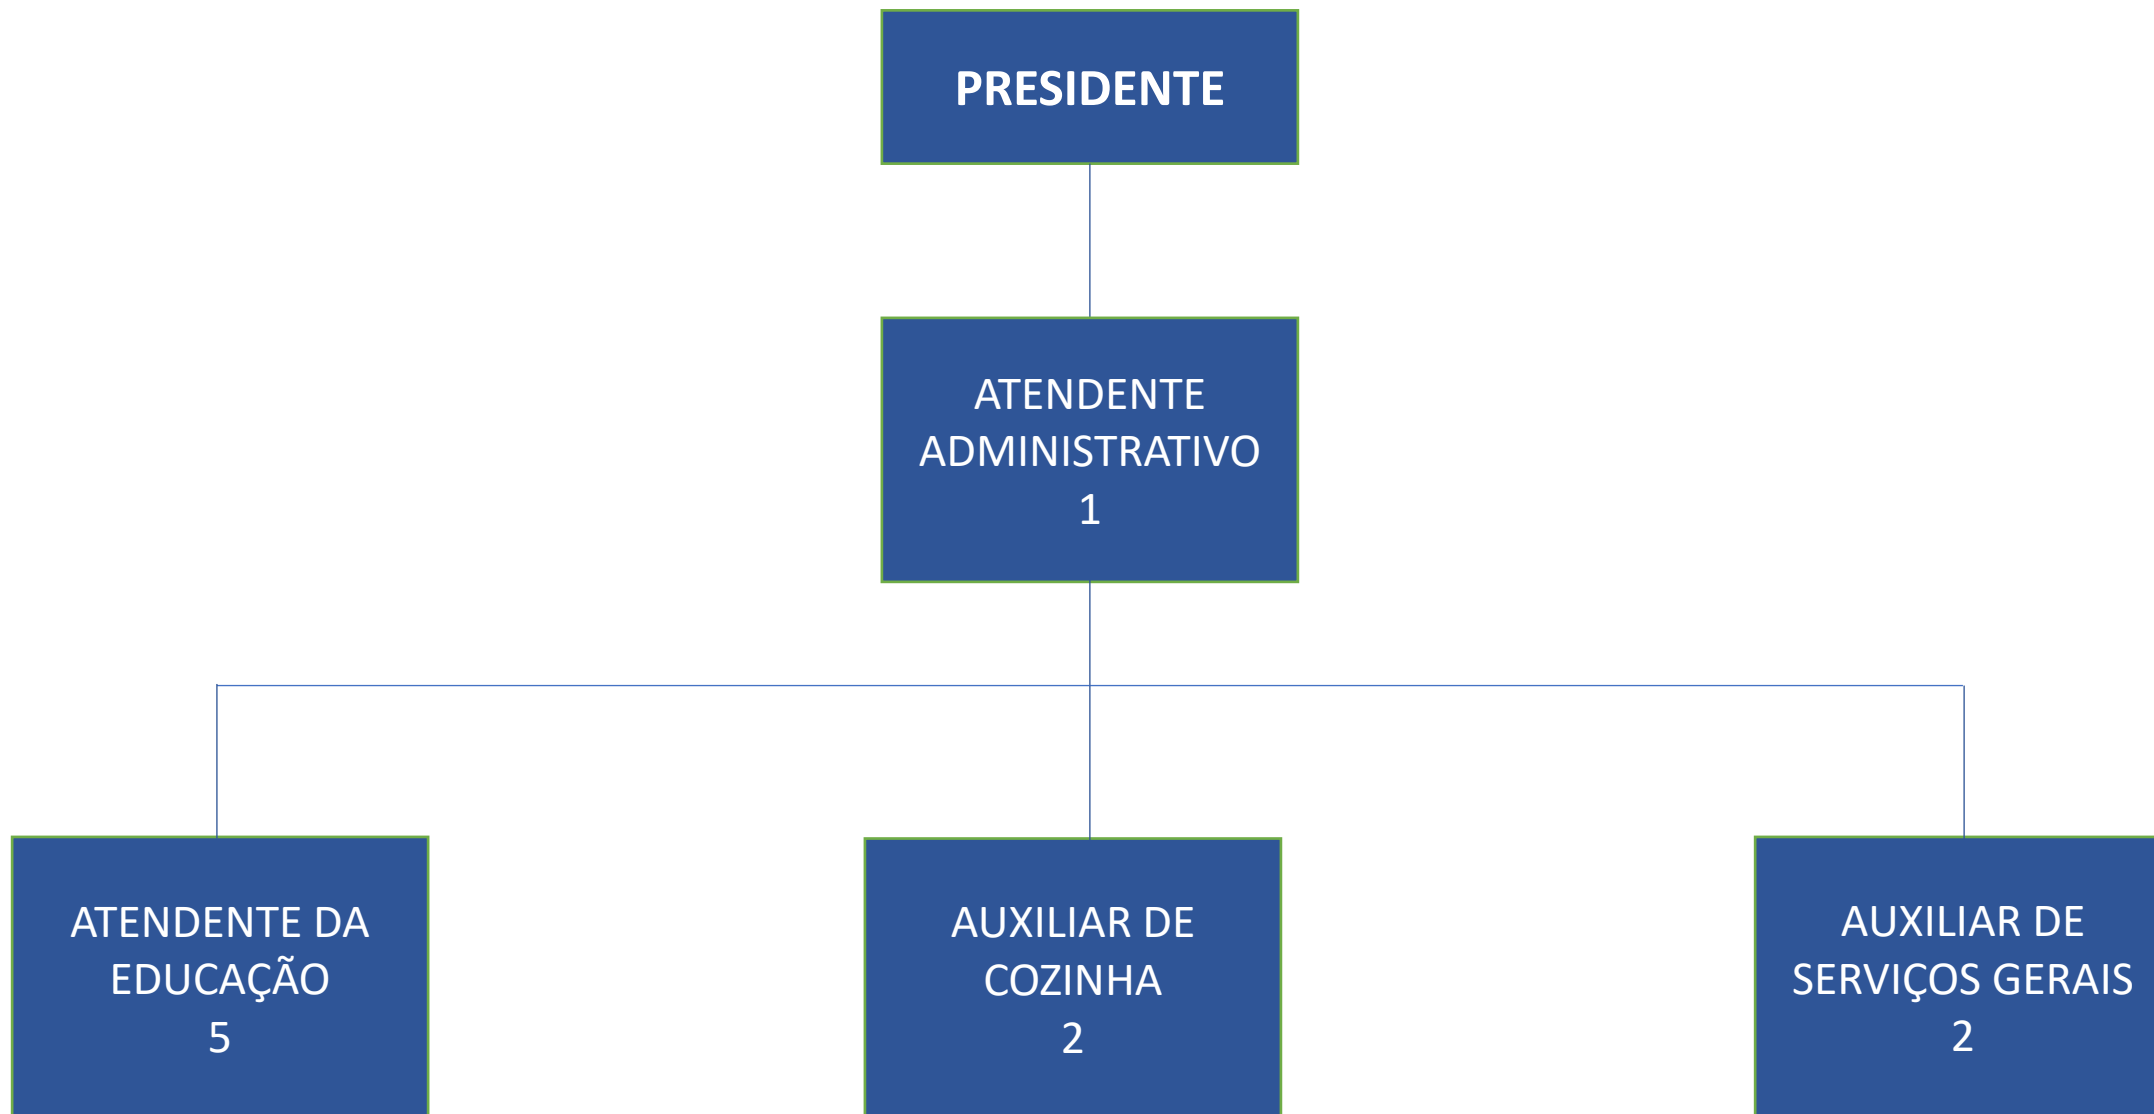 PRESIDENTE
ATENDENTE
ADMINISTRATIVO
1
ATENDENTE DA
EDUCAÇÃO
5
AUXILIAR DE
COZINHA
2
AUXILIAR DE
SERVIÇOS GERAIS
2